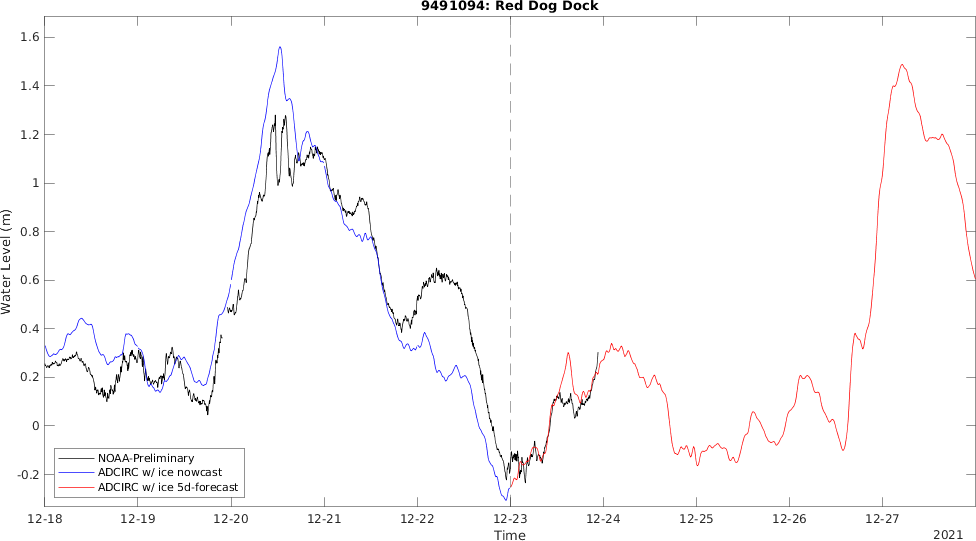 9491094: Red Dog Dock
Water Level (m)
1.6
1.4
1.2
1
0.8
0.6
0.4
0.2
0
-0.2
NOAA-Preliminary
ADCIRC w/ ice nowcast
ADCIRC w/ ice 5d-forecast
12-18 12-19 12-20 12-21 12-22 12-23 12-24 12-25 12-26 12-27
Time
2021